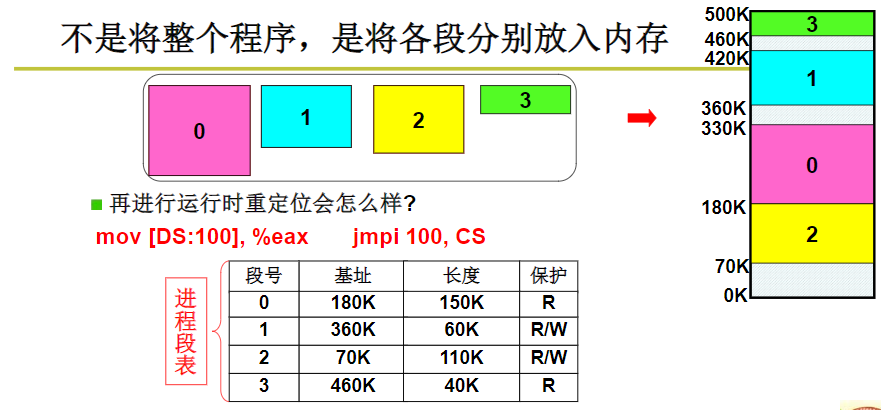 不是将整个程序，是将各段分别放入内存
0
1
2
3
再进行运行时重定位会怎么样?
mov [DS:100], %eax jmpi 100, CS
进程段表
段号 基址 长度 保护
0 180K 150K R
1 360K 60K R/W
2 70K 110K R/W
3 460K 40K R
500K
3
460K
420K
1
360K
330K
0
180K
2
70K
0K